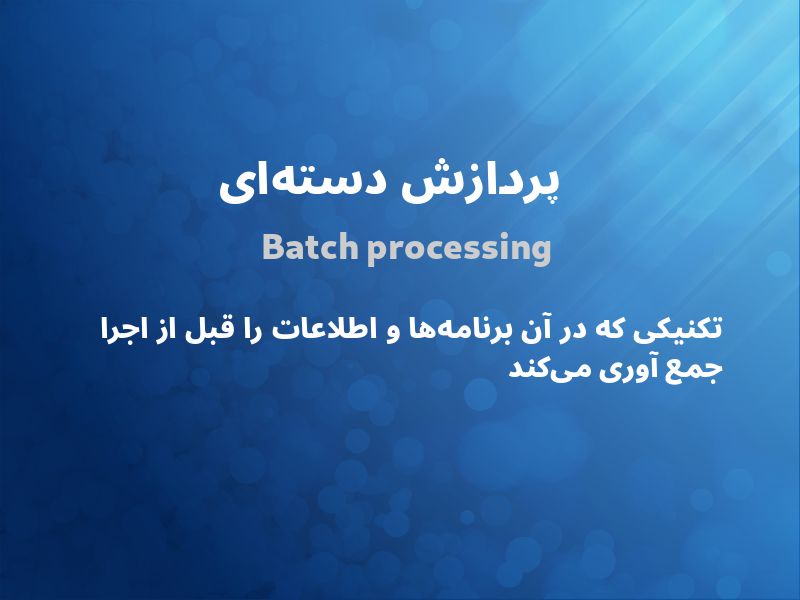 پردازش دسته‌ای
Batch processing
تکنیکی که در آن برنامه‌ها و اطلاعات را قبل از اجرا
جمع آوری می‌کند